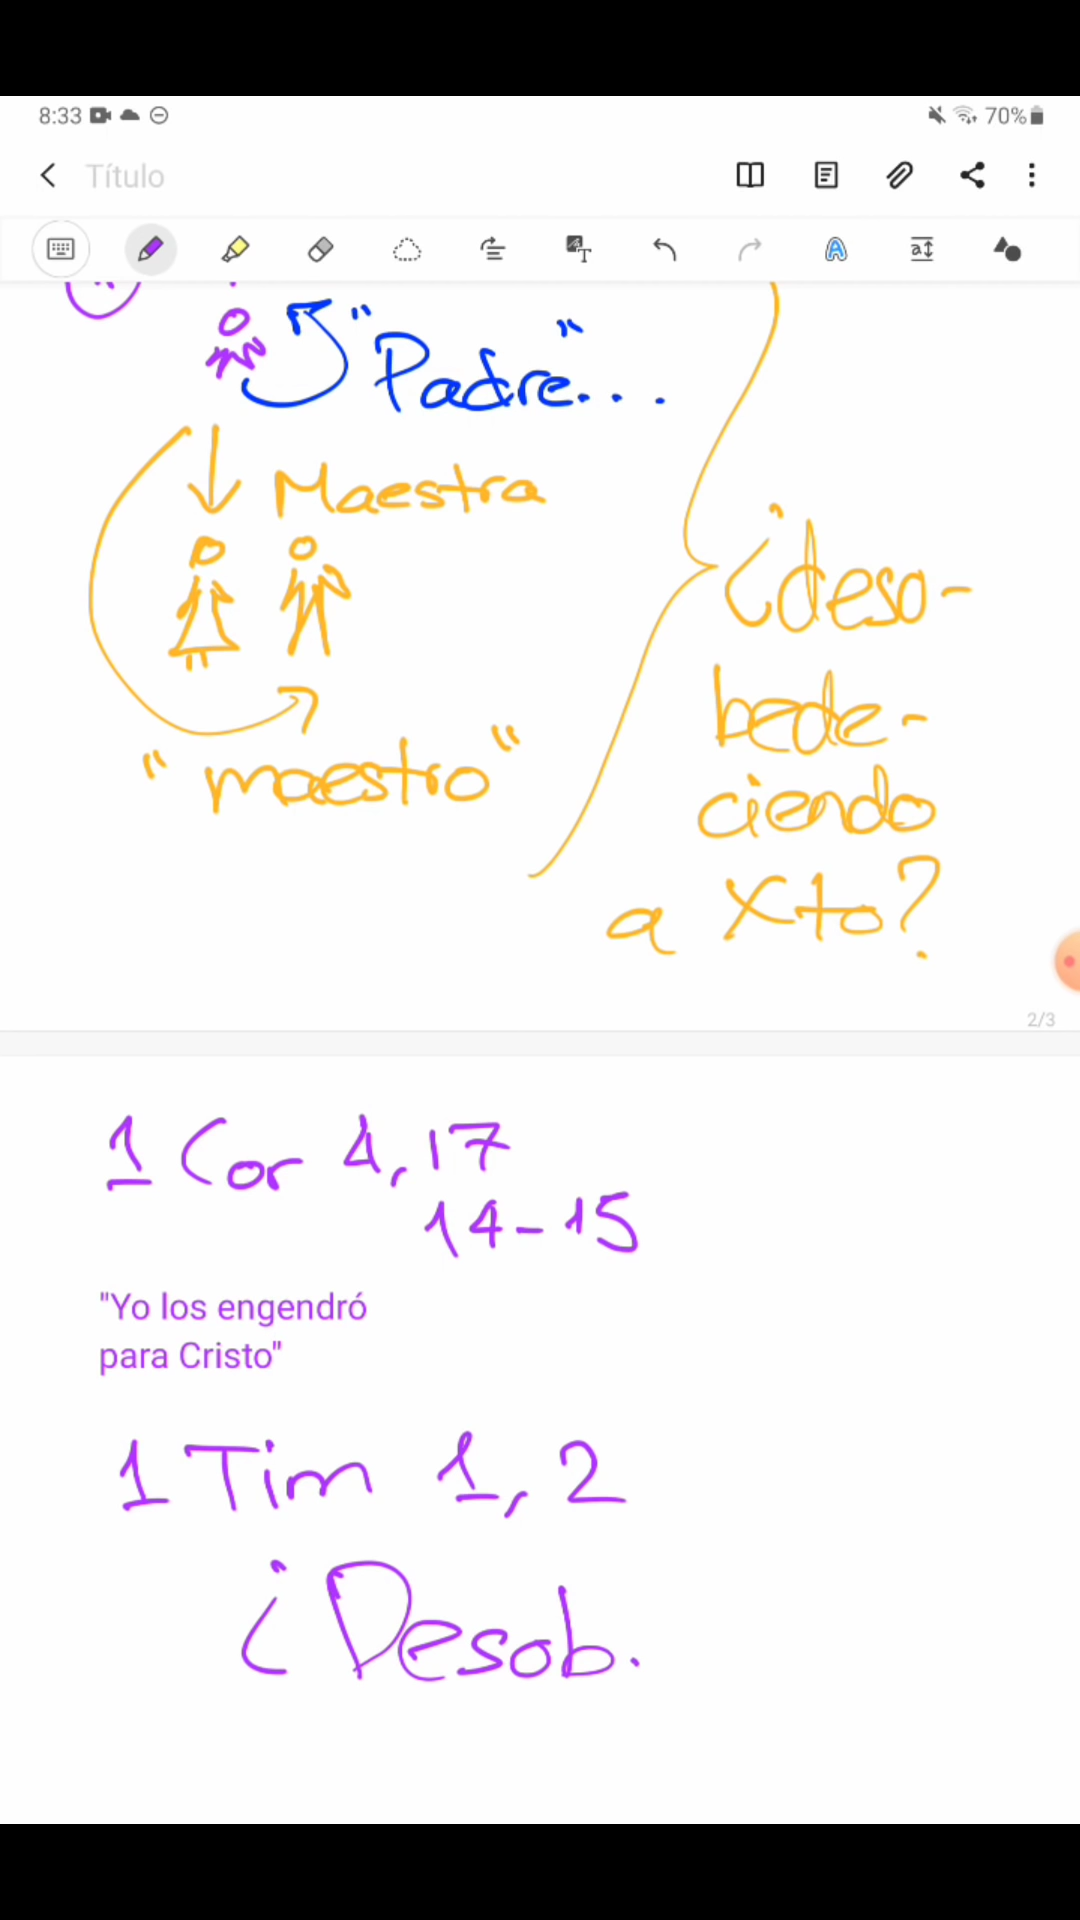 8:33
70%
Título
"Padre"...
Maestra
"maestro"
¿deso-
bede-
ciendo
a Xto?
2/3
1 Cor 4,17
14-15
"Yo los engendró
para Cristo"
1 Tim 1,2
¿Desob.